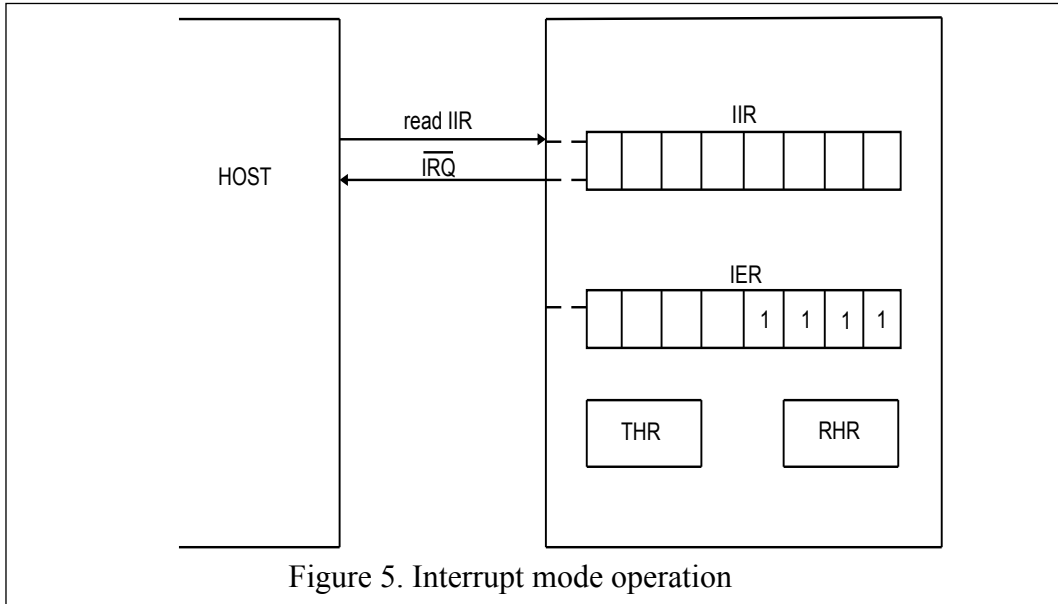 read IIR
IIR
HOST
IRQ
IER
1 1 1 1
THR RHR
Figure 5. Interrupt mode operation